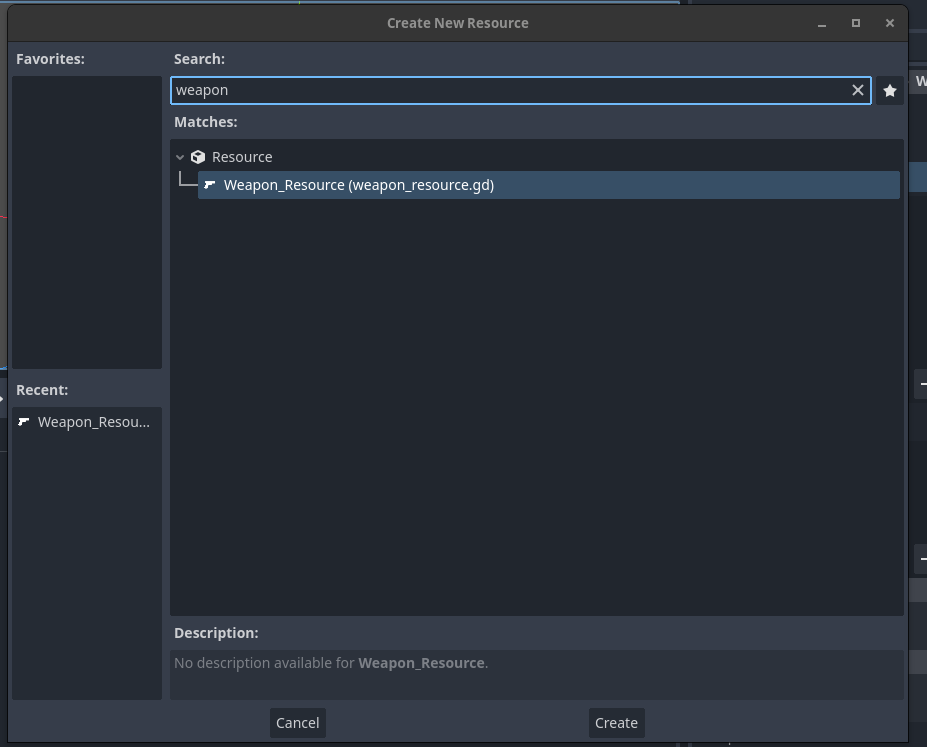 Create New Resource
Favorites:
Search:
weapon
Matches:
Resource
Weapon_Resource (weapon_resource.gd)
Recent:
Weapon_Resou...
Description:
No description available for Weapon_Resource.
Cancel
Create
W